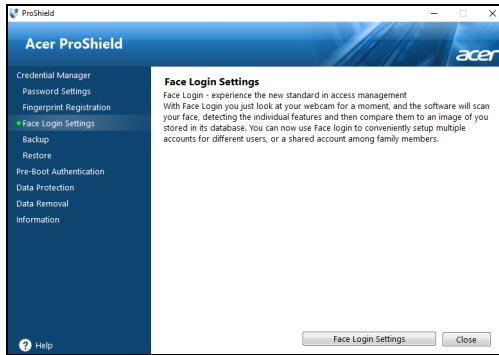 ProShield
Acer ProShield
acer
Credential Manager
Password Settings
Fingerprint Registration
Face Login Settings
Backup
Restore
Pre-Boot Authentication
Data Protection
Data Removal
Information
Help
Face Login Settings
Face Login - experience the new standard in access management
With Face Login you just look at your webcam for a moment, and the software will scan
your face, detecting the individual features and then compare them to an image of you
stored in its database. You can now use Face login to conveniently setup multiple
accounts for different users, or a shared account among family members.
Face Login Settings
Close